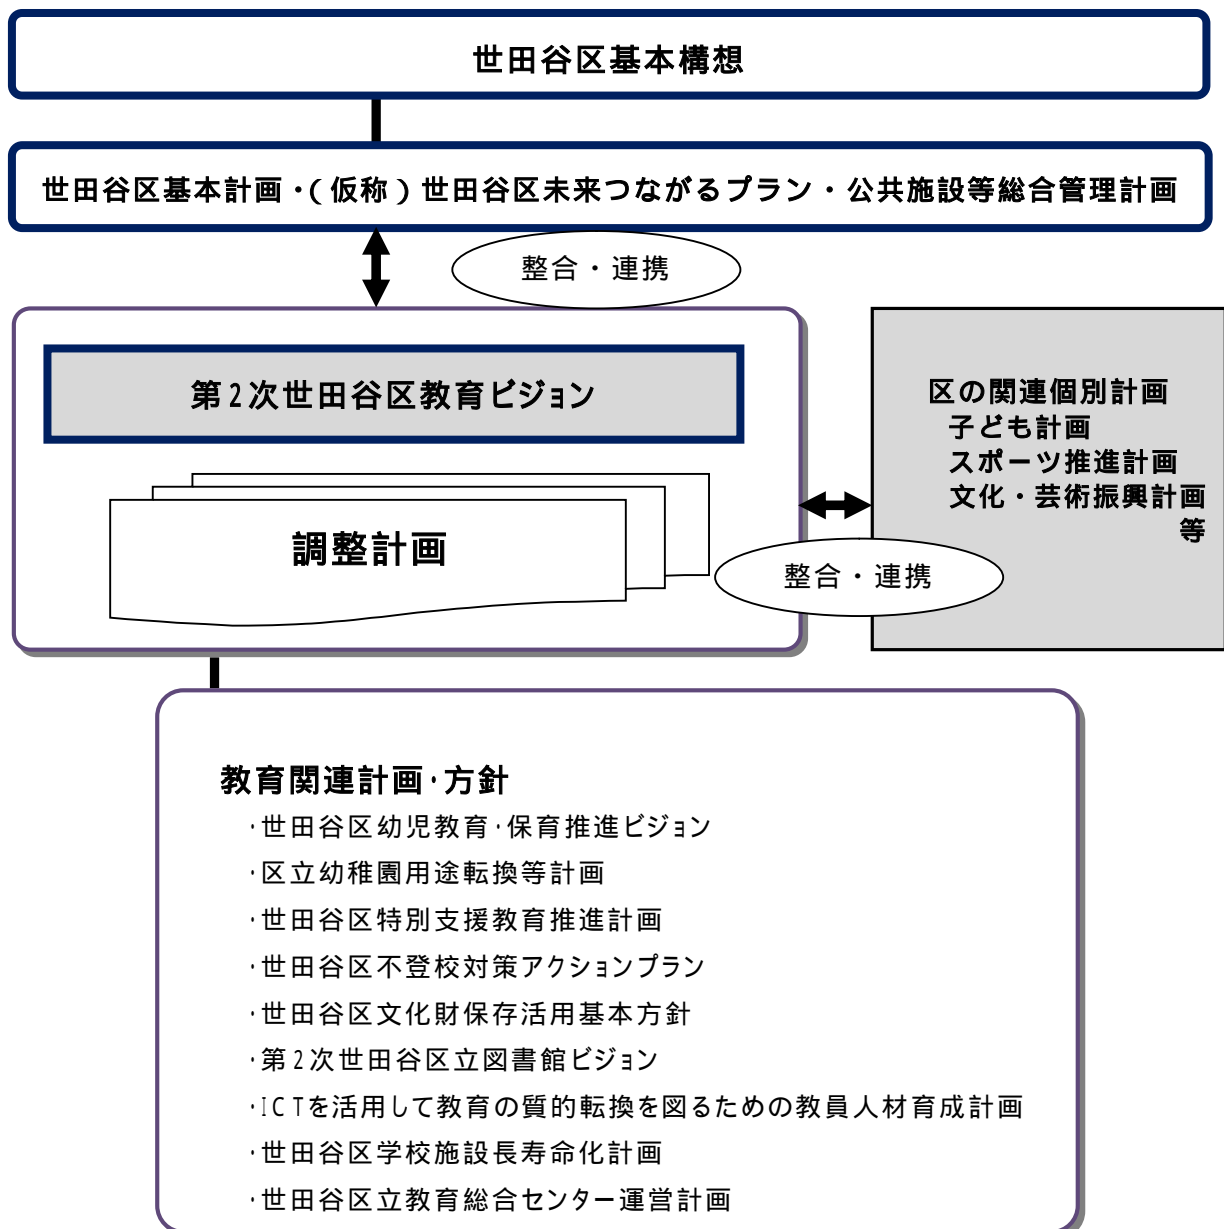 世田谷区基本構想
世田谷区基本計画・(仮称)世田谷区未来つながるプラン・公共施設等総合管理計画
整合・連携
第2次世田谷区教育ビジョン
調整計画
区の関連個別計画
子ども計画
スポーツ推進計画
文化・芸術振興計画
等
整合・連携
教育関連計画・方針
・世田谷区幼児教育・保育推進ビジョン
・区立幼稚園用途転換等計画
・世田谷区特別支援教育推進計画
・世田谷区不登校対策アクションプラン
・世田谷区文化財保存活用基本方針
・第2次世田谷区立図書館ビジョン
・ICTを活用して教育の質的転換を図るための教員人材育成計画
・世田谷区学校施設長寿命化計画
・世田谷区立教育総合センター運営計画